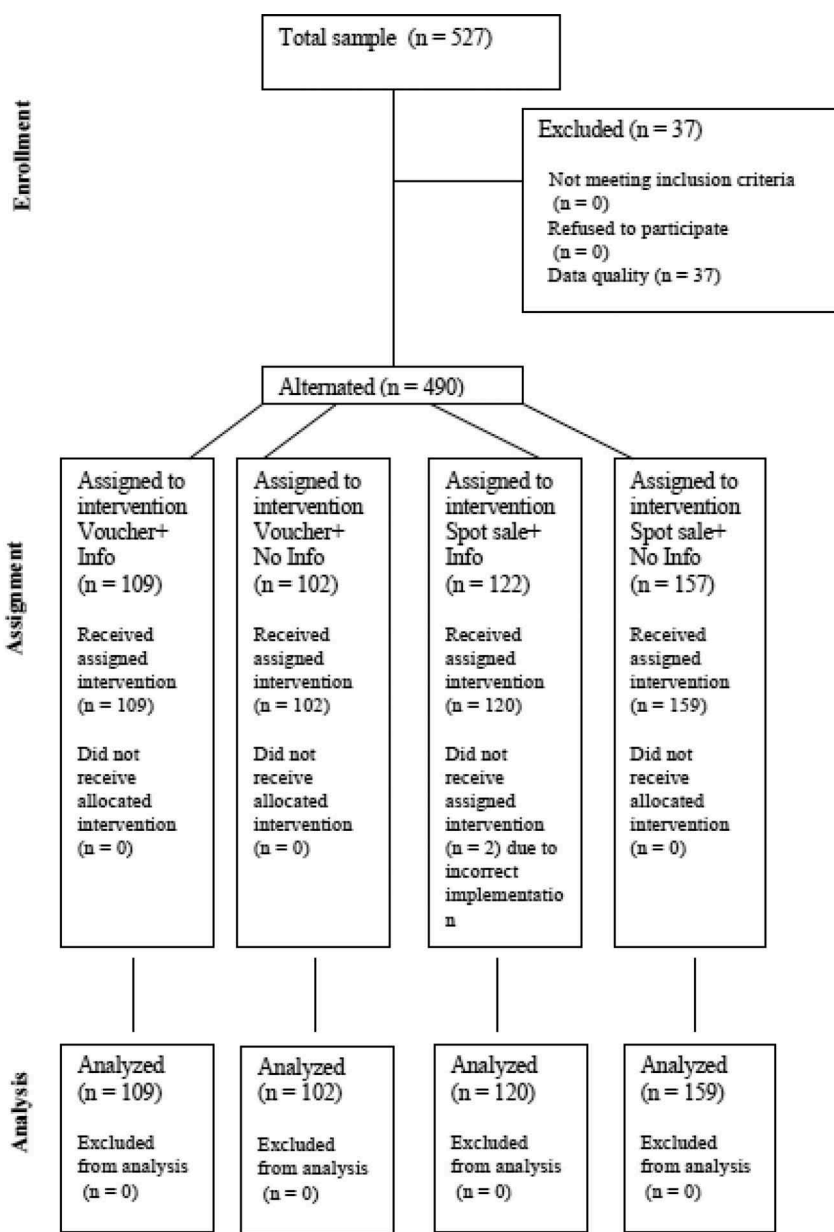 Total sample (n = 527)
Enrollment
Excluded (n = 37)
Not meeting inclusion criteria
(n = 0)
Refused to participate
(n = 0)
Data quality (n = 37)
Alternated (n = 490)
Assignment
Assigned to
intervention
Voucher+
Info
(n = 109)
Received
assigned
intervention
(n = 109)
Did not
receive
allocated
intervention
(n = 0)
Assigned to
intervention
Voucher+
No Info
(n = 102)
Received
assigned
intervention
(n = 102)
Did not
receive
allocated
intervention
(n = 0)
Assigned to
intervention
Spot sale+
Info
(n = 122)
Received
assigned
intervention
(n = 120)
Did not
receive
assigned
intervention
(n = 2) due to
incorrect
implementatio
n
Assigned to
intervention
Spot sale+
No Info
(n = 157)
Received
assigned
intervention
(n = 159)
Did not
receive
allocated
intervention
(n = 0)
Analysis
Analyzed
(n = 109)
Excluded
from analysis
(n = 0)
Analyzed
(n = 102)
Excluded
from analysis
(n = 0)
Analyzed
(n = 120)
Excluded
from analysis
(n = 0)
Analyzed
(n = 159)
Excluded
from analysis
(n = 0)